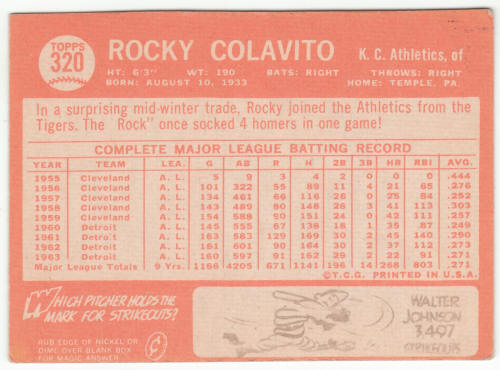 TOPPS
320
ROCKY COLAVITO
K. C. Athletics, of
HT: 6'3" WT: 190 BATS: RIGHT THROWS: RIGHT
BORN: AUGUST 10, 1933 HOME: TEMPLE, PA.
In a surprising mid-winter trade, Rocky joined the Athletics from the
Tigers. The "Rock" once socked 4 homers in one game!
COMPLETE MAJOR LEAGUE BATTING RECORD
YEAR TEAM LEA. G AB R H 2B 3B HR RBI AVG.
1955 Cleveland A. L. 5 9 3 4 2 0 0 0 .444
1956 Cleveland A. L. 101 322 55 89 11 4 21 65 .276
1957 Cleveland A. L. 134 461 66 116 26 0 25 84 .252
1958 Cleveland A. L. 143 489 80 148 26 3 41 113 .303
1959 Cleveland A. L. 154 588 90 151 24 0 42 111 .257
1960 Detroit A. L. 145 555 67 138 18 1 35 87 .249
1961 Detroit A. L. 163 583 129 169 30 2 45 140 .290
1962 Detroit A. L. 161 601 90 164 30 2 37 112 .273
1963 Detroit A. L. 160 597 91 162 29 2 22 91 .271
Major League Totals 9 Yrs. 1166 4205 671 1141 196 14 268 803 .271
©T.C.G. PRINTED IN U.S.A.
WHICH PITCHER HOLDS THE
MARK FOR STRIKEOUTS?
RUB EDGE OF NICKEL OR
DIME OVER BLANK BOX
FOR MAGIC ANSWER
WALTER
JOHNSON
3497
STRIKEOUTS